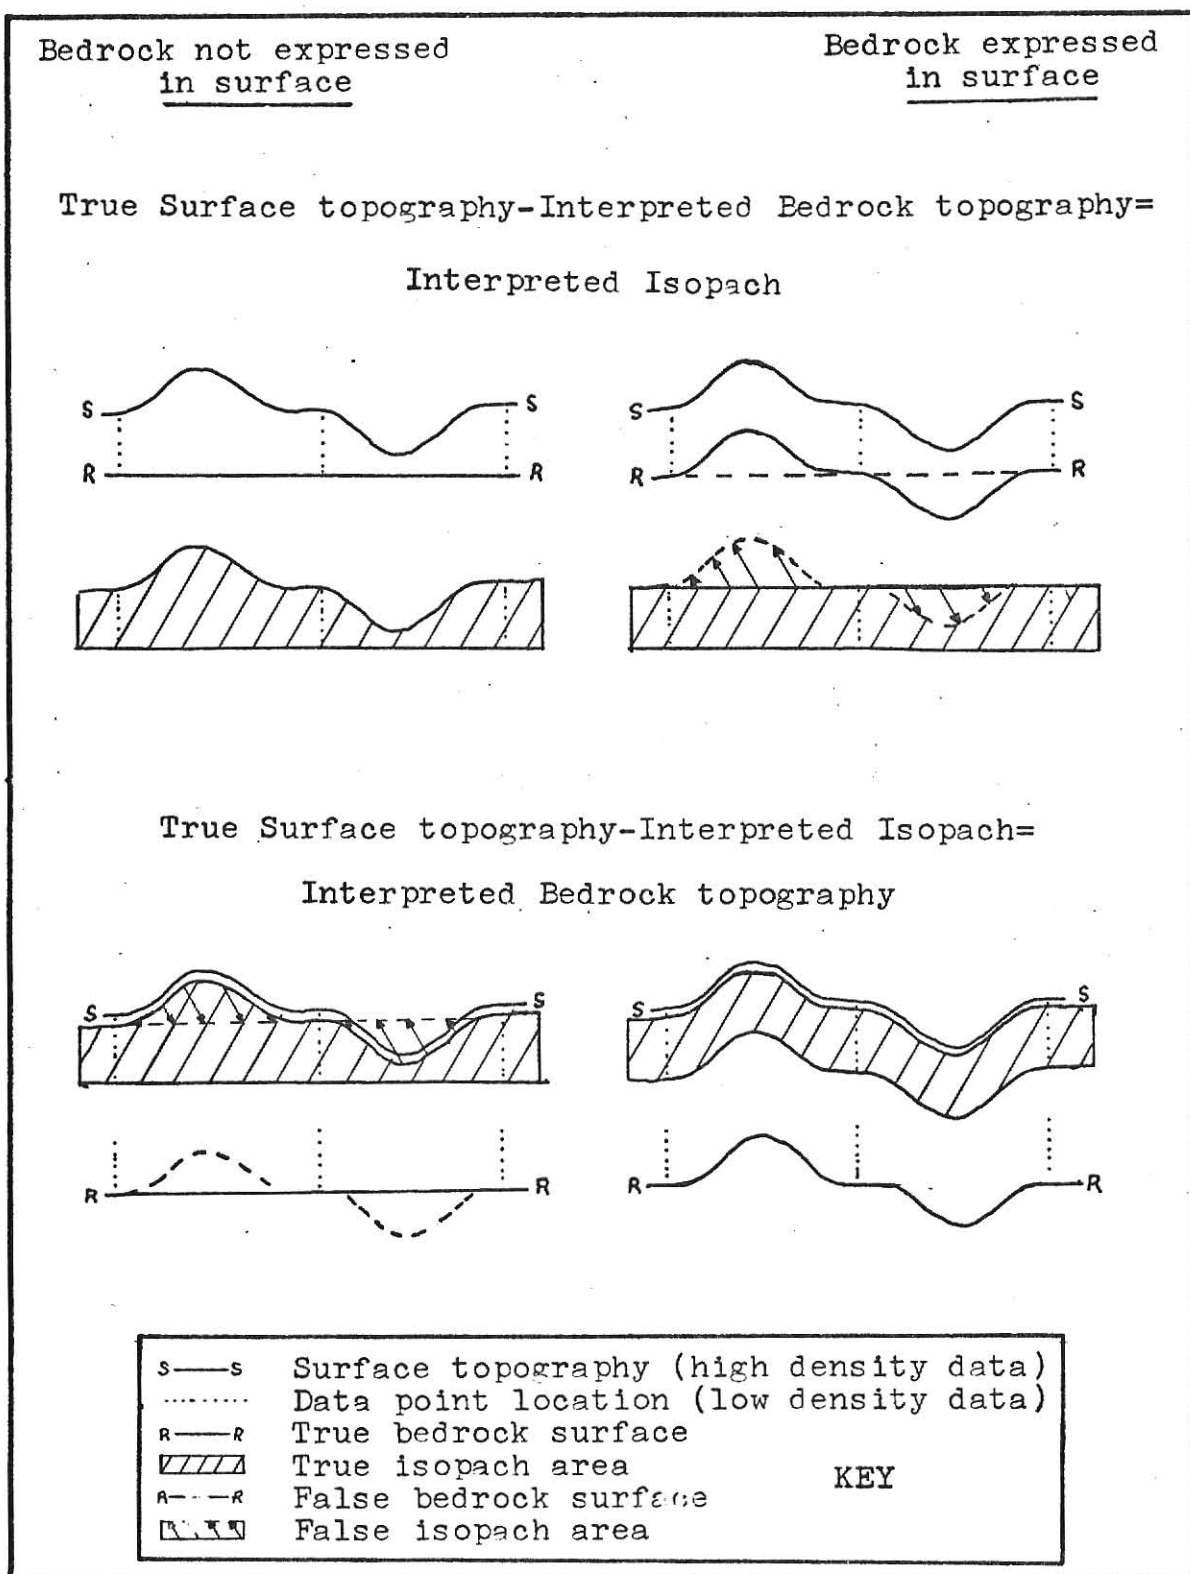 Bedrock not expressed
in surface
Bedrock expressed
in surface
True Surface topography-Interpreted Bedrock topography=
Interpreted Isopach
S S
R R
S S
R R
True Surface topography-Interpreted Isopach=
Interpreted Bedrock topography
S S
S S
R R
R R
S S Surface topography (high density data)
Data point location (low density data)
R R True bedrock surface
True isopach area
KEY
R R False bedrock surface
False isopach area